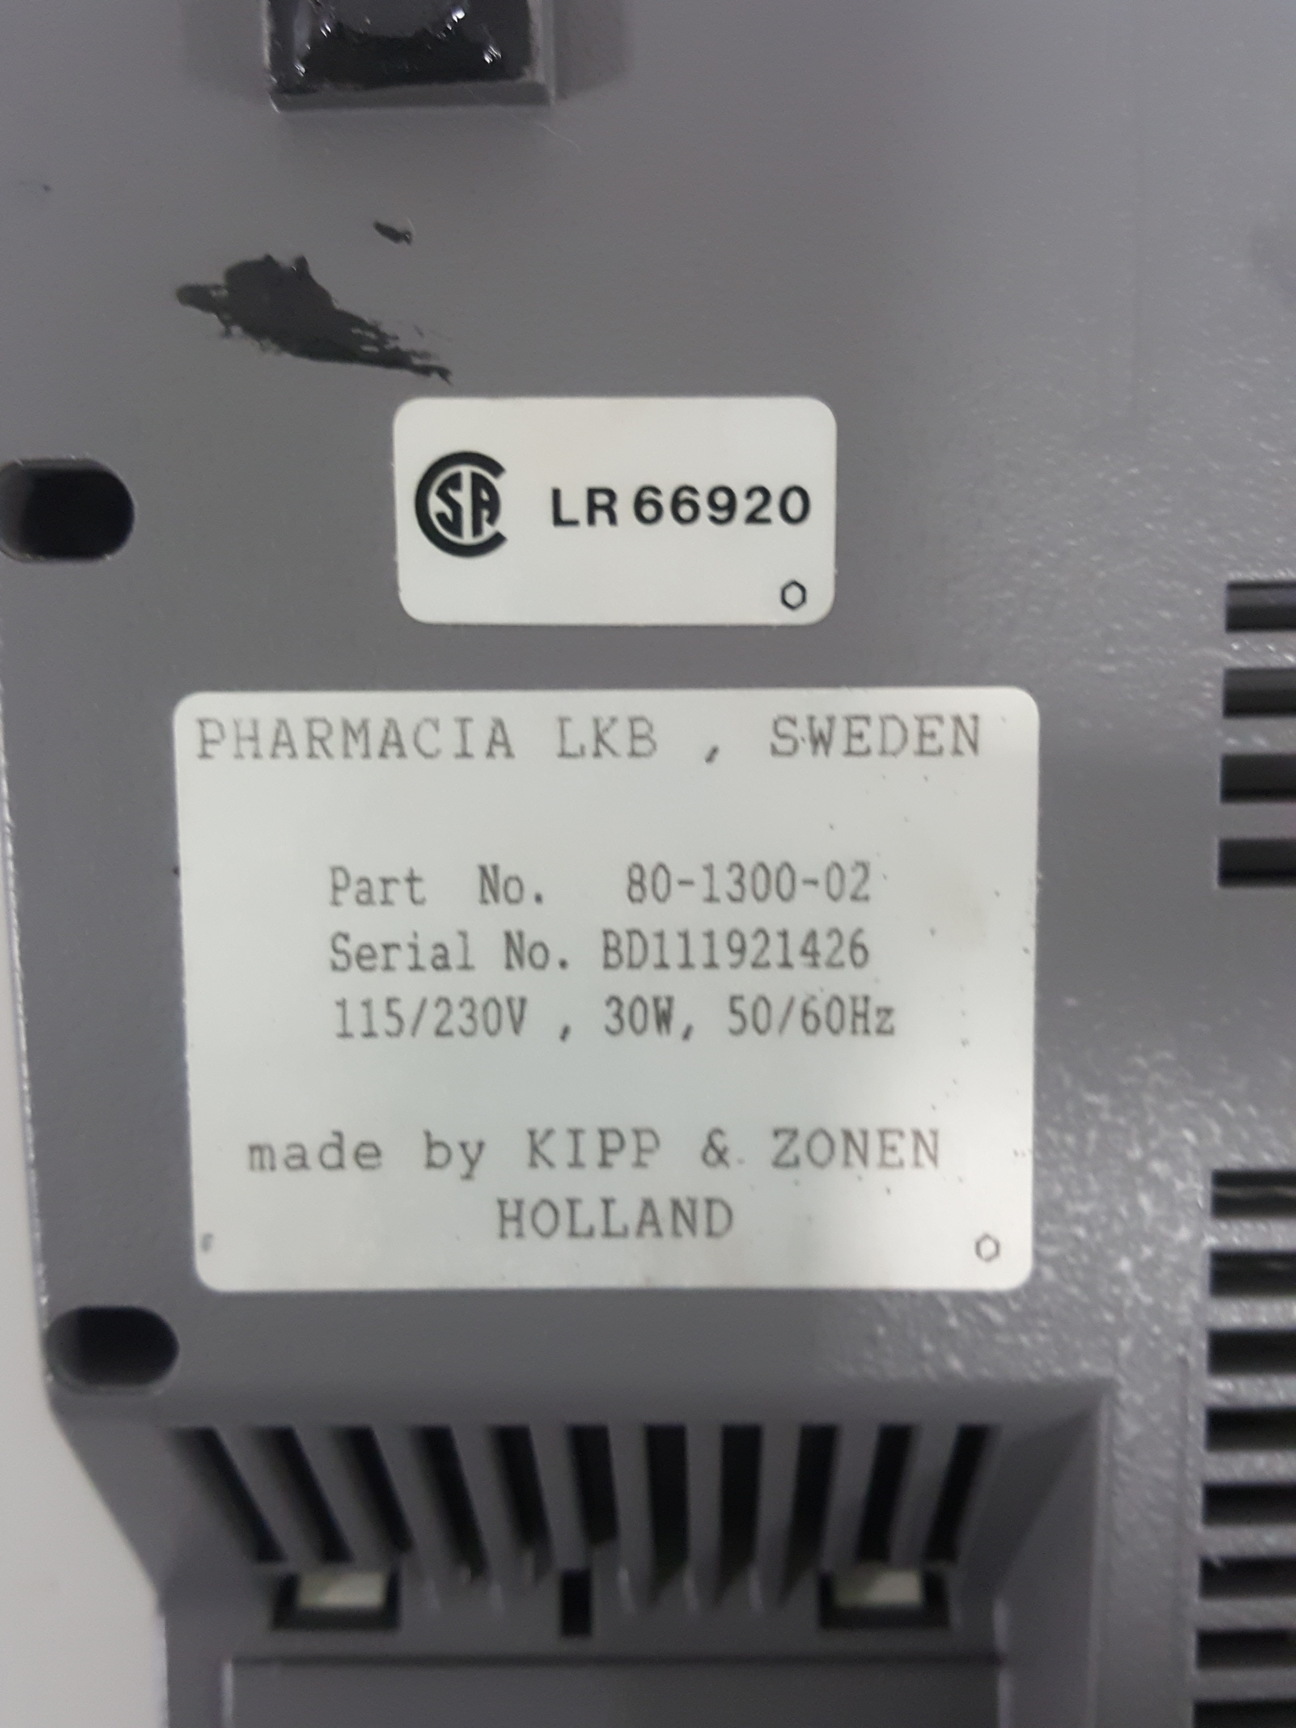 CSA LR 66920
PHARMACIA LKB , SWEDEN
Part No. 80-1300-02
Serial No. BD111921426
115/230V , 30W, 50/60Hz
made by KIPP & ZONEN
HOLLAND